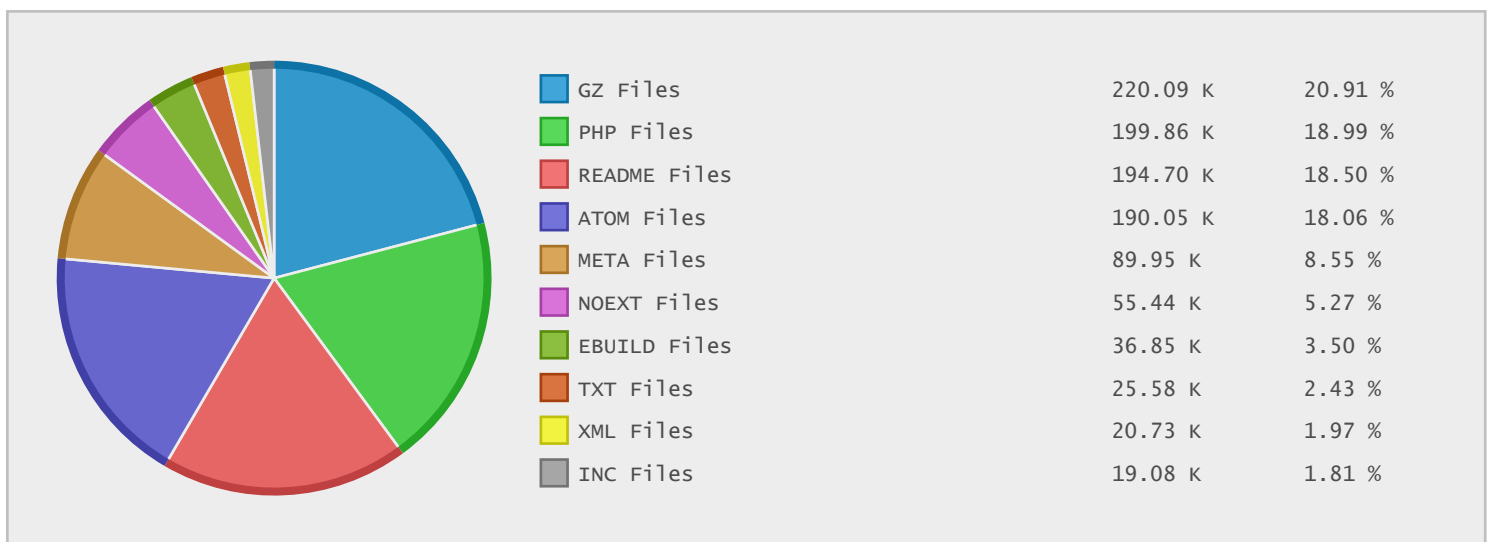 GZ Files 220.09 K 20.91 %
PHP Files 199.86 K 18.99 %
README Files 194.70 K 18.50 %
ATOM Files 190.05 K 18.06 %
META Files 89.95 K 8.55 %
NOEXT Files 55.44 K 5.27 %
EBUILD Files 36.85 K 3.50 %
TXT Files 25.58 K 2.43 %
XML Files 20.73 K 1.97 %
INC Files 19.08 K 1.81 %